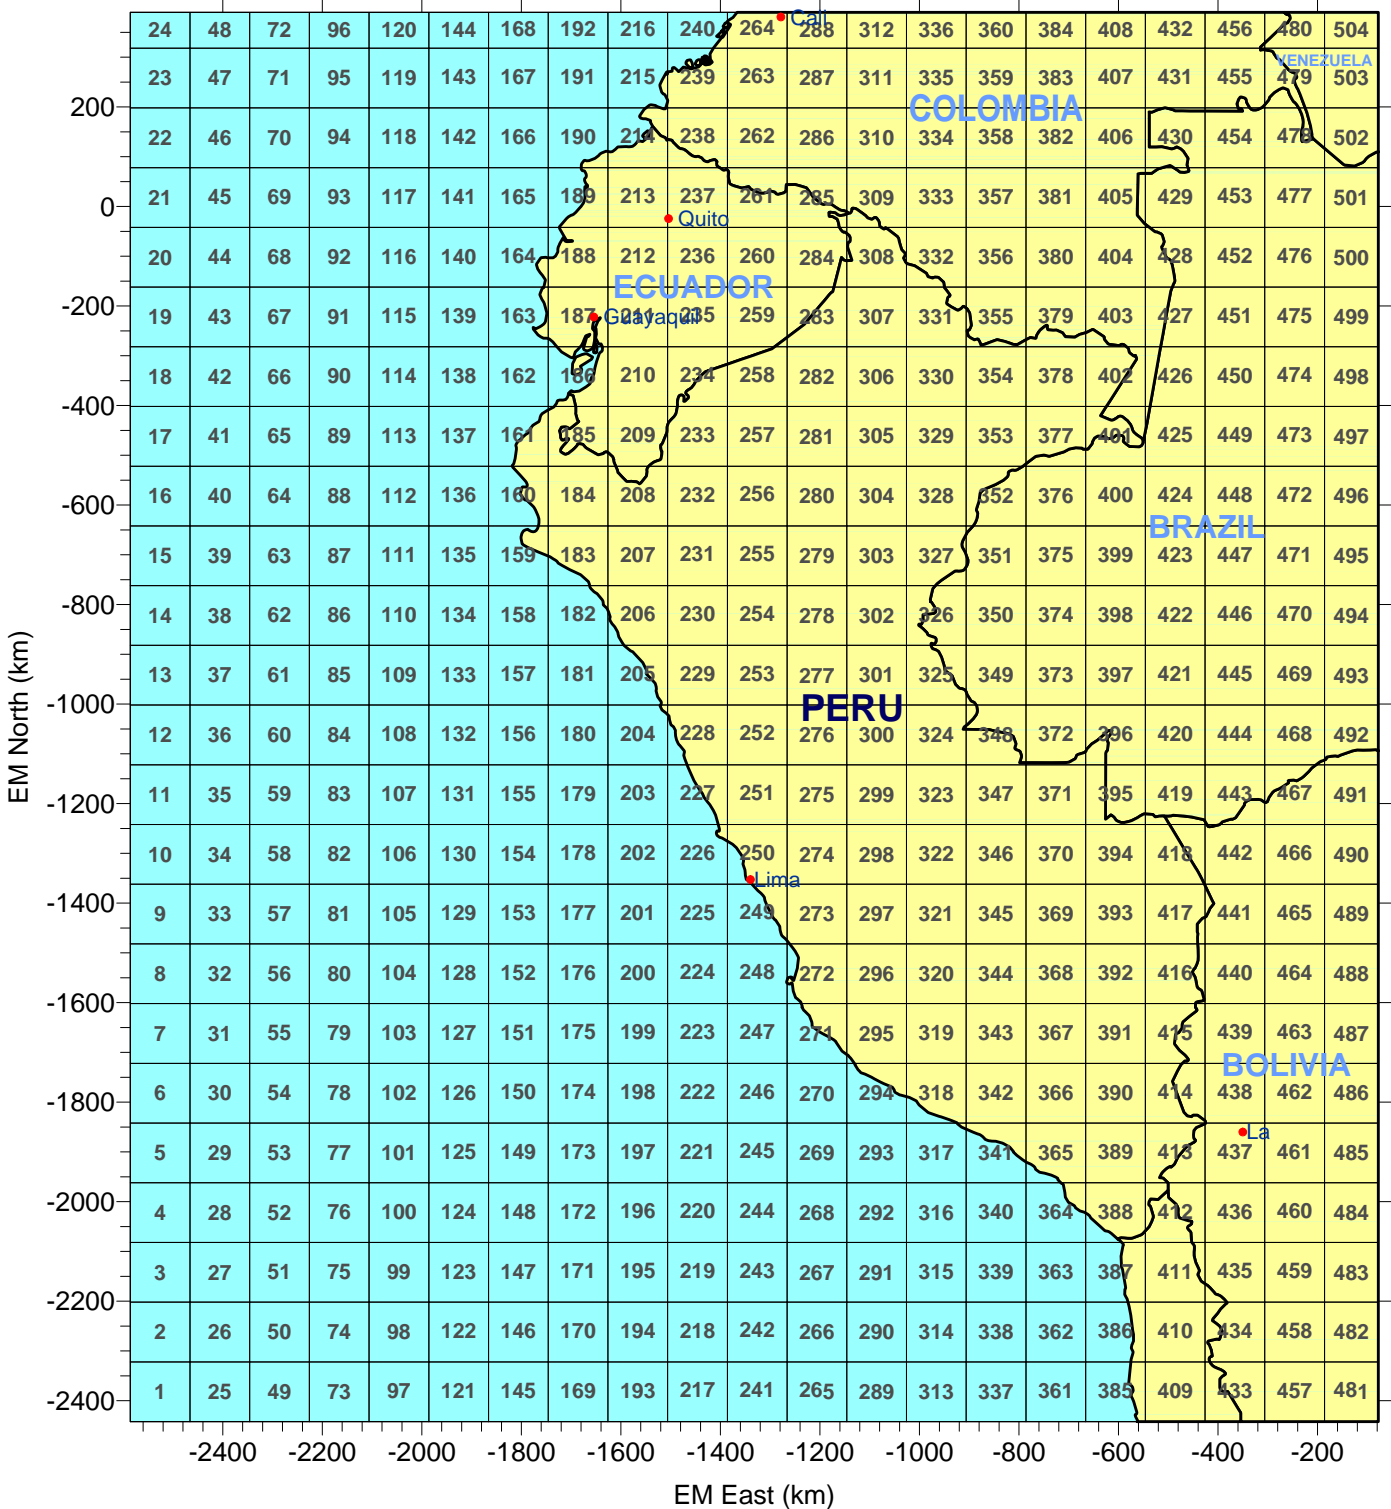 24 48 72 96 120 144 168 192 216 240 264 288 312 336 360 384 408 432 456 480 504
Cali
VENEZUELA
23 47 71 95 119 143 167 191 215 239 263 287 311 335 359 383 407 431 455 479 503
200
COLOMBIA
22 46 70 94 118 142 166 190 214 238 262 286 310 334 358 382 406 430 454 478 502
21 45 69 93 117 141 165 189 213 237 261 285 309 333 357 381 405 429 453 477 501
0
Quito
20 44 68 92 116 140 164 188 212 236 260 284 308 332 356 380 404 428 452 476 500
ECUADOR
-200
19 43 67 91 115 139 163 187 211 235 259 283 307 331 355 379 403 427 451 475 499
Guayaquil
18 42 66 90 114 138 162 186 210 234 258 282 306 330 354 378 402 426 450 474 498
-400
17 41 65 89 113 137 161 185 209 233 257 281 305 329 353 377 401 425 449 473 497
16 40 64 88 112 136 160 184 208 232 256 280 304 328 352 376 400 424 448 472 496
-600
BRAZIL
15 39 63 87 111 135 159 183 207 231 255 279 303 327 351 375 399 423 447 471 495
-800
14 38 62 86 110 134 158 182 206 230 254 278 302 326 350 374 398 422 446 470 494
13 37 61 85 109 133 157 181 205 229 253 277 301 325 349 373 397 421 445 469 493
-1000
PERU
12 36 60 84 108 132 156 180 204 228 252 276 300 324 348 372 396 420 444 468 492
11 35 59 83 107 131 155 179 203 227 251 275 299 323 347 371 395 419 443 467 491
-1200
10 34 58 82 106 130 154 178 202 226 250 274 298 322 346 370 394 418 442 466 490
Lima
-1400
9 33 57 81 105 129 153 177 201 225 249 273 297 321 345 369 393 417 441 465 489
8 32 56 80 104 128 152 176 200 224 248 272 296 320 344 368 392 416 440 464 488
-1600
7 31 55 79 103 127 151 175 199 223 247 271 295 319 343 367 391 415 439 463 487
BOLIVIA
6 30 54 78 102 126 150 174 198 222 246 270 294 318 342 366 390 414 438 462 486
-1800
La
5 29 53 77 101 125 149 173 197 221 245 269 293 317 341 365 389 413 437 461 485
-2000
4 28 52 76 100 124 148 172 196 220 244 268 292 316 340 364 388 412 436 460 484
3 27 51 75 99 123 147 171 195 219 243 267 291 315 339 363 387 411 435 459 483
-2200
2 26 50 74 98 122 146 170 194 218 242 266 290 314 338 362 386 410 434 458 482
1 25 49 73 97 121 145 169 193 217 241 265 289 313 337 361 385 409 433 457 481
-2400
-2400 -2200 -2000 -1800 -1600 -1400 -1200 -1000 -800 -600 -400 -200
EM East (km)
EM North (km)